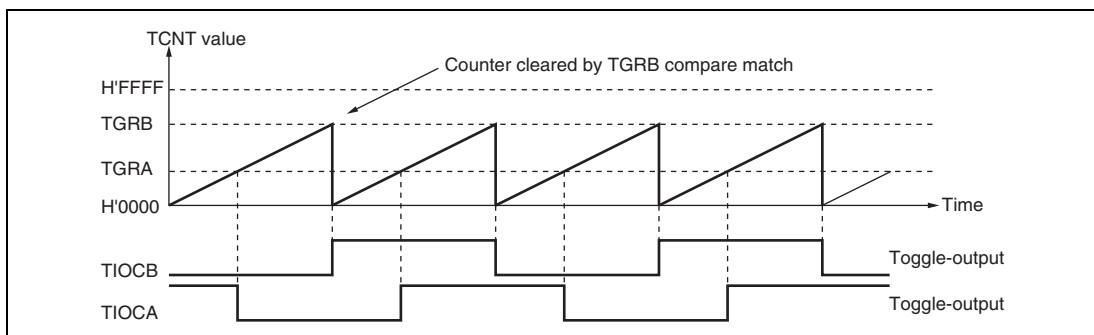 TCNT value
Counter cleared by TGRB compare match
H'FFFF
TGRB
TGRA
H'0000
Time
TIOCB
Toggle-output
TIOCA
Toggle-output